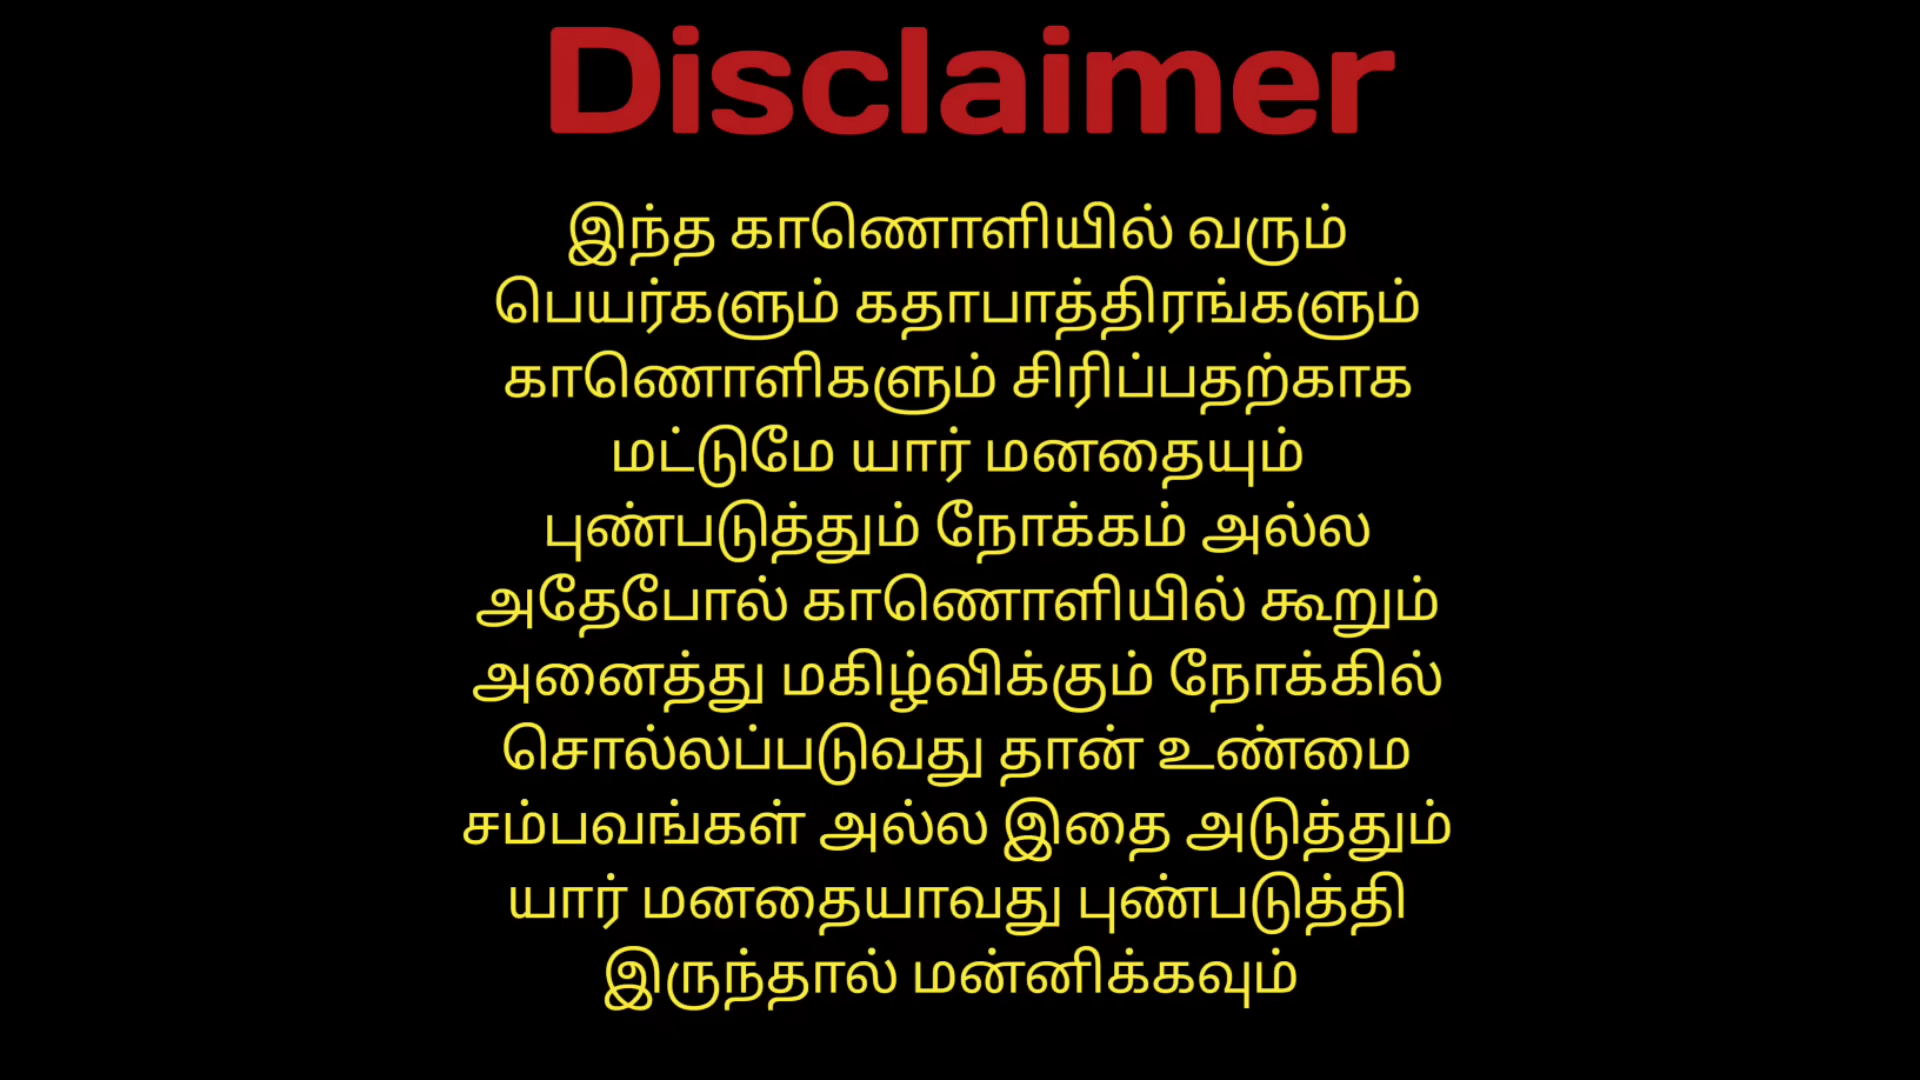 Disclaimer
இந்த காணொளியில் வரும்
பெயர்களும் கதாபாத்திரங்களும்
காணொளிகளும் சிரிப்பதற்காக
மட்டுமே யார் மனதையும்
புண்படுத்தும் நோக்கம் அல்ல
அதேபோல் காணொளியில் கூறும்
அனைத்து மகிழ்விக்கும் நோக்கில்
சொல்லப்படுவது தான் உண்மை
சம்பவங்கள் அல்ல இதை அடுத்தும்
யார் மனதையாவது புண்படுத்தி
இருந்தால் மன்னிக்கவும்